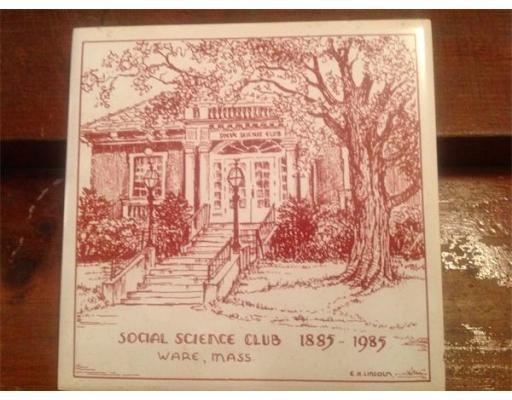 SOCIAL SCIENCE CLUB
SOCIAL SCIENCE CLUB 1885 - 1985
WARE, MASS.
E.A. LINCOLN